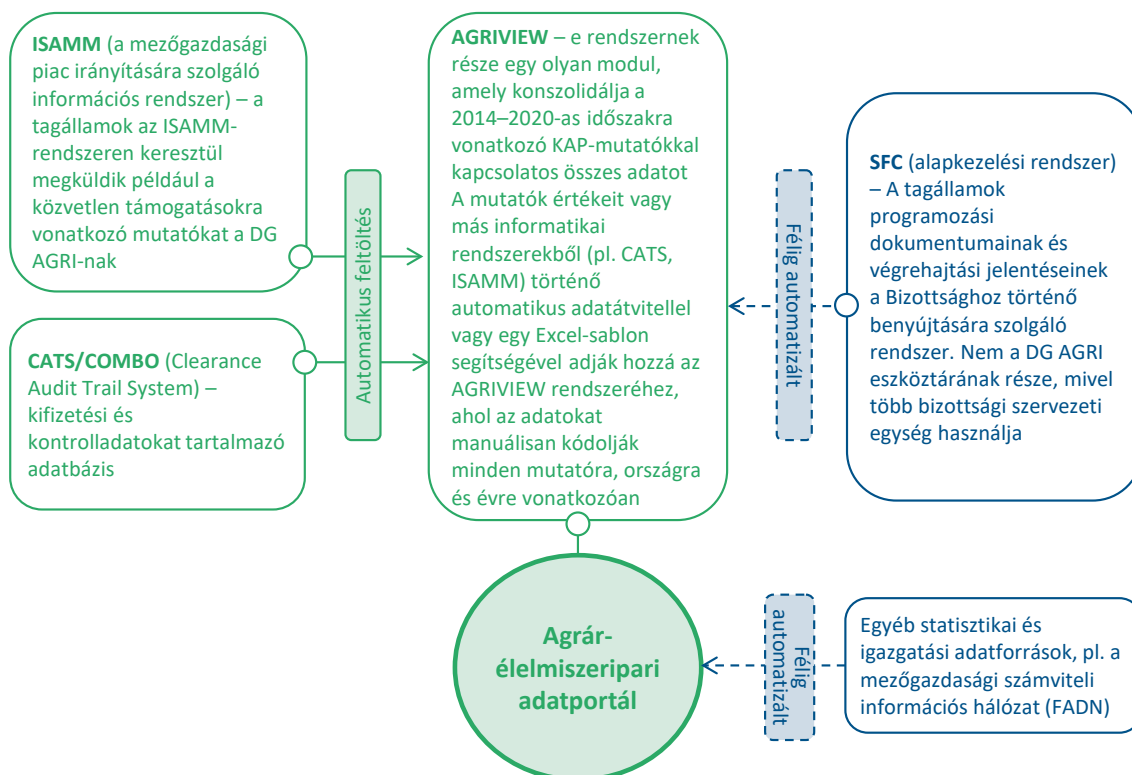 ISAMM (a mezőgazdasági
piac irányítására szolgáló
információs rendszer) – a
tagállamok az ISAMM-
rendszeren keresztül
megküldik például a
közvetlen támogatásokra
vonatkozó mutatókat a DG
AGRI-nak
CATS/COMBO (Clearance
Audit Trail System) –
kifizetési és
kontrolladatokat tartalmazó
adatbázis
Automatikus feltöltés
AGRIVIEW – e rendszernek
része egy olyan modul,
amely konszolidálja a
2014–2020-as időszakra
vonatkozó KAP-mutatókkal
kapcsolatos összes adatot
A mutatók értékeit vagy
más informatikai
rendszerekből (pl. CATS,
ISAMM) történő
automatikus adatátvitellel
vagy egy Excel-sablon
segítségével adják hozzá az
AGRIVIEW rendszeréhez,
ahol az adatokat
manuálisan kódolják
minden mutatóra, országra
és évre vonatkozóan
Félig automatizált
SFC (alapkezelési rendszer)
– A tagállamok
programozási
dokumentumainak és
végrehajtási jelentéseinek
a Bizottsághoz történő
benyújtására szolgáló
rendszer. Nem a DG AGRI
eszköztárának része, mivel
több bizottsági szervezeti
egység használja
Agrár-
élelmiszeripari
adatportál
Félig
automatizált
Egyéb statisztikai és
igazgatási adatforrások, pl. a
mezőgazdasági számviteli
információs hálózat (FADN)